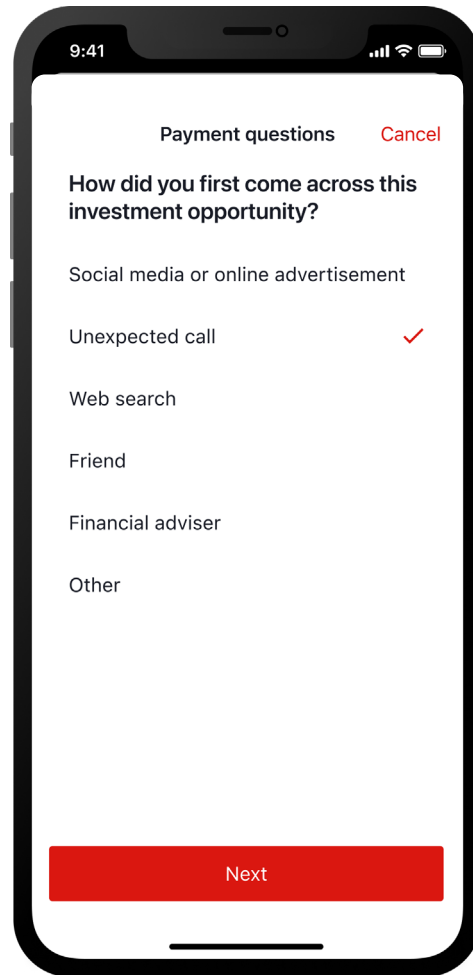 9:41
Payment questions
Cancel
How did you first come across this
investment opportunity?
Social media or online advertisement
Unexpected call
Web search
Friend
Financial adviser
Other
Next